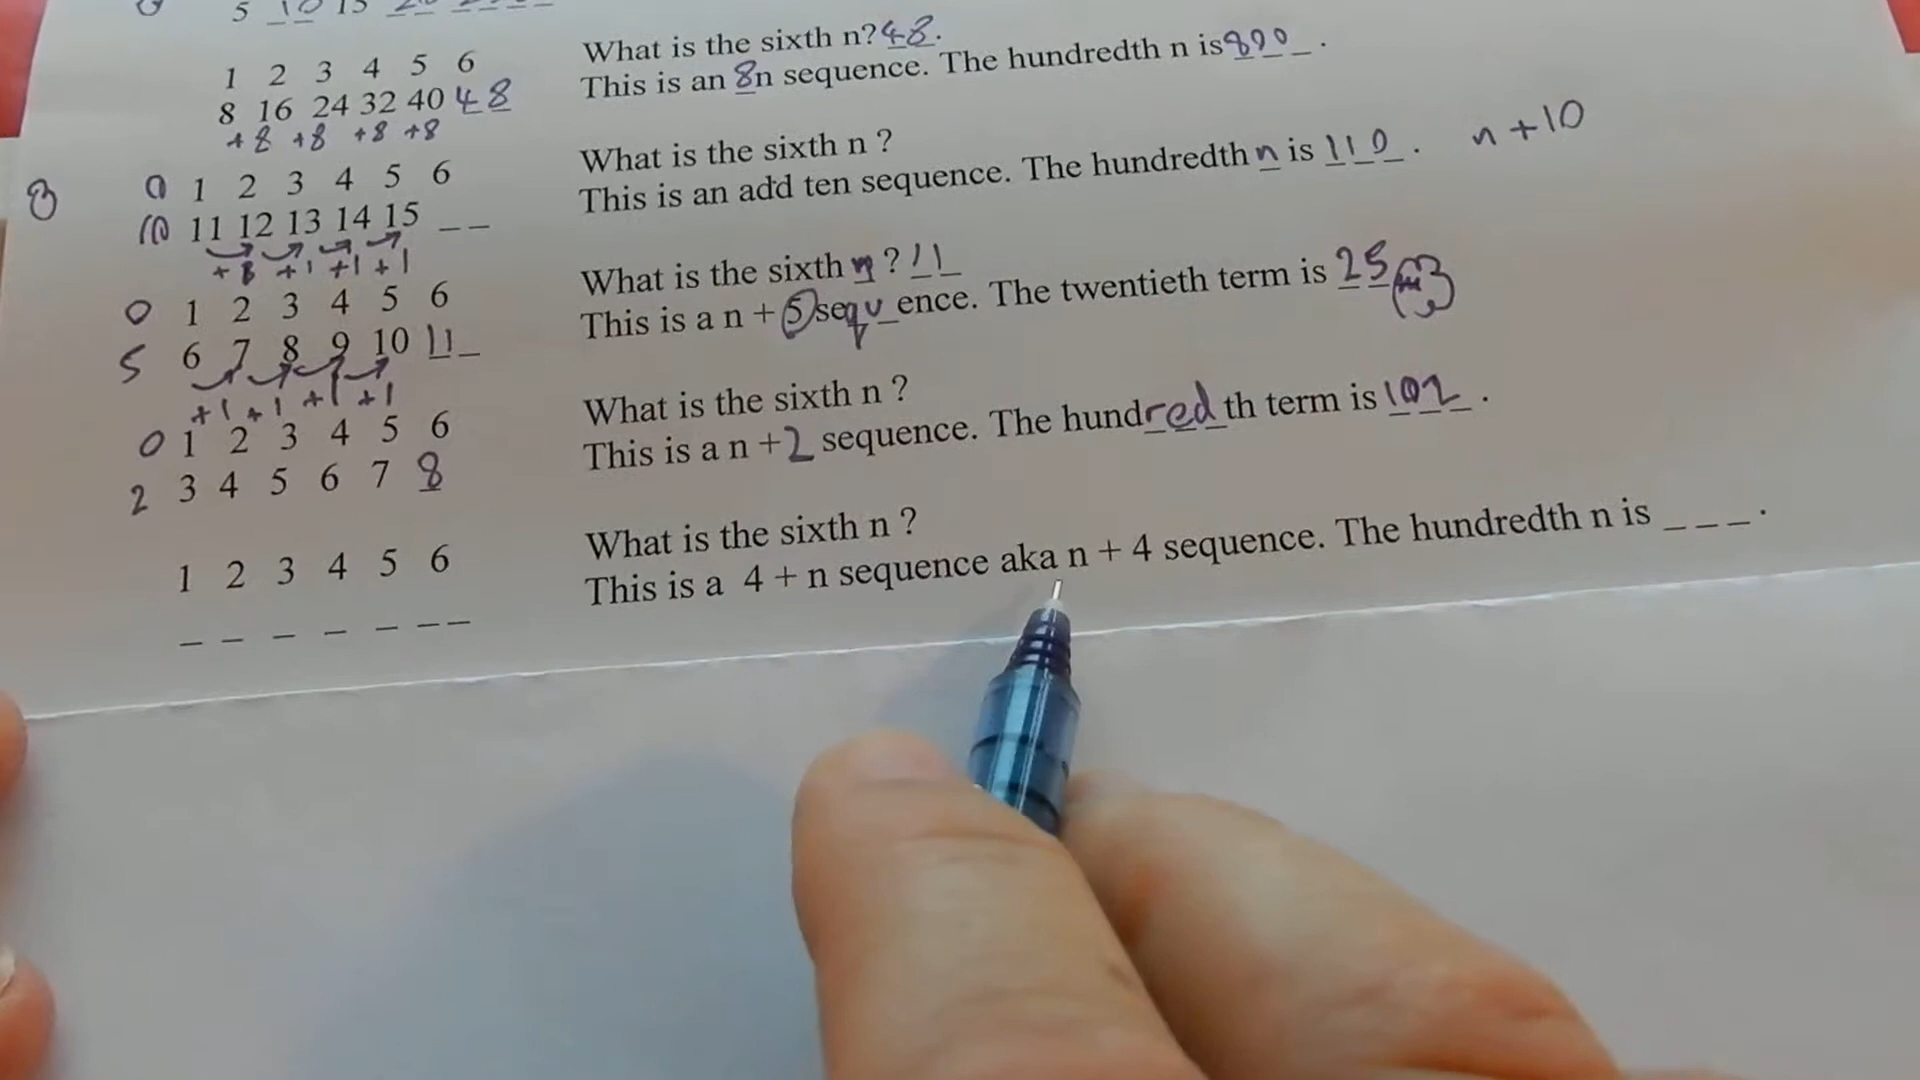 5 10 15
1 2 3 4 5 6 What is the sixth n? 48.
8 16 24 32 40 48 This is an 8n sequence. The hundredth n is 800.
+8 +8 +8 +8
0 1 2 3 4 5 6 What is the sixth n ?
10 11 12 13 14 15 _ _ This is an add ten sequence. The hundredth n is 110. n + 10
+1 +1 +1
0 1 2 3 4 5 6 What is the sixth n ? 11
5 6 7 8 9 10 11 This is a n + 5 sequence. The twentieth term is 25
+1 +1 +1 +1
0 1 2 3 4 5 6 What is the sixth n ?
2 3 4 5 6 7 8 This is a n + 2 sequence. The hundredth term is 102.
1 2 3 4 5 6 What is the sixth n ?
_ _ _ _ _ _ _ This is a 4 + n sequence aka n + 4 sequence. The hundredth n is _ _ _.